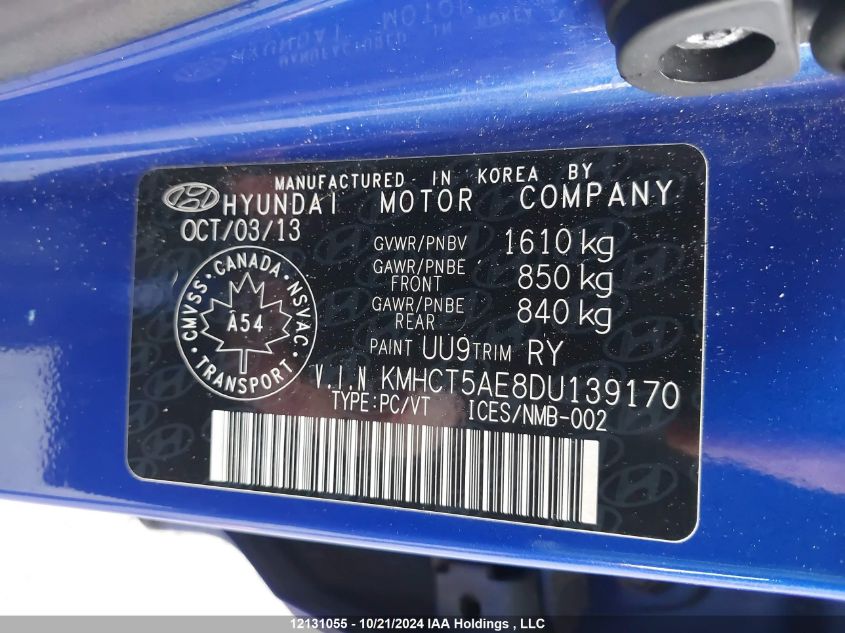 MANUFACTURED IN KOREA BY
HYUNDAI MOTOR COMPANY
OCT/03/13
GVWR/PNBV 1610 kg
GAWR/PNBE FRONT 850 kg
GAWR/PNBE REAR 840 kg
CMVSS · CANADA · NSVAC · TRANSPORT ·
A54
PAINT UU9 TRIM RY
V.I.N KMHCT5AE8DU139170
TYPE:PC/VT ICES/NMB-002
12131055 - 10/21/2024 IAA Holdings , LLC